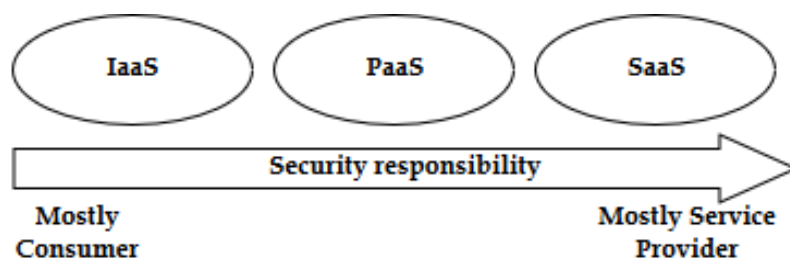 IaaS
PaaS
SaaS
Security responsibility
Mostly
Consumer
Mostly Service
Provider